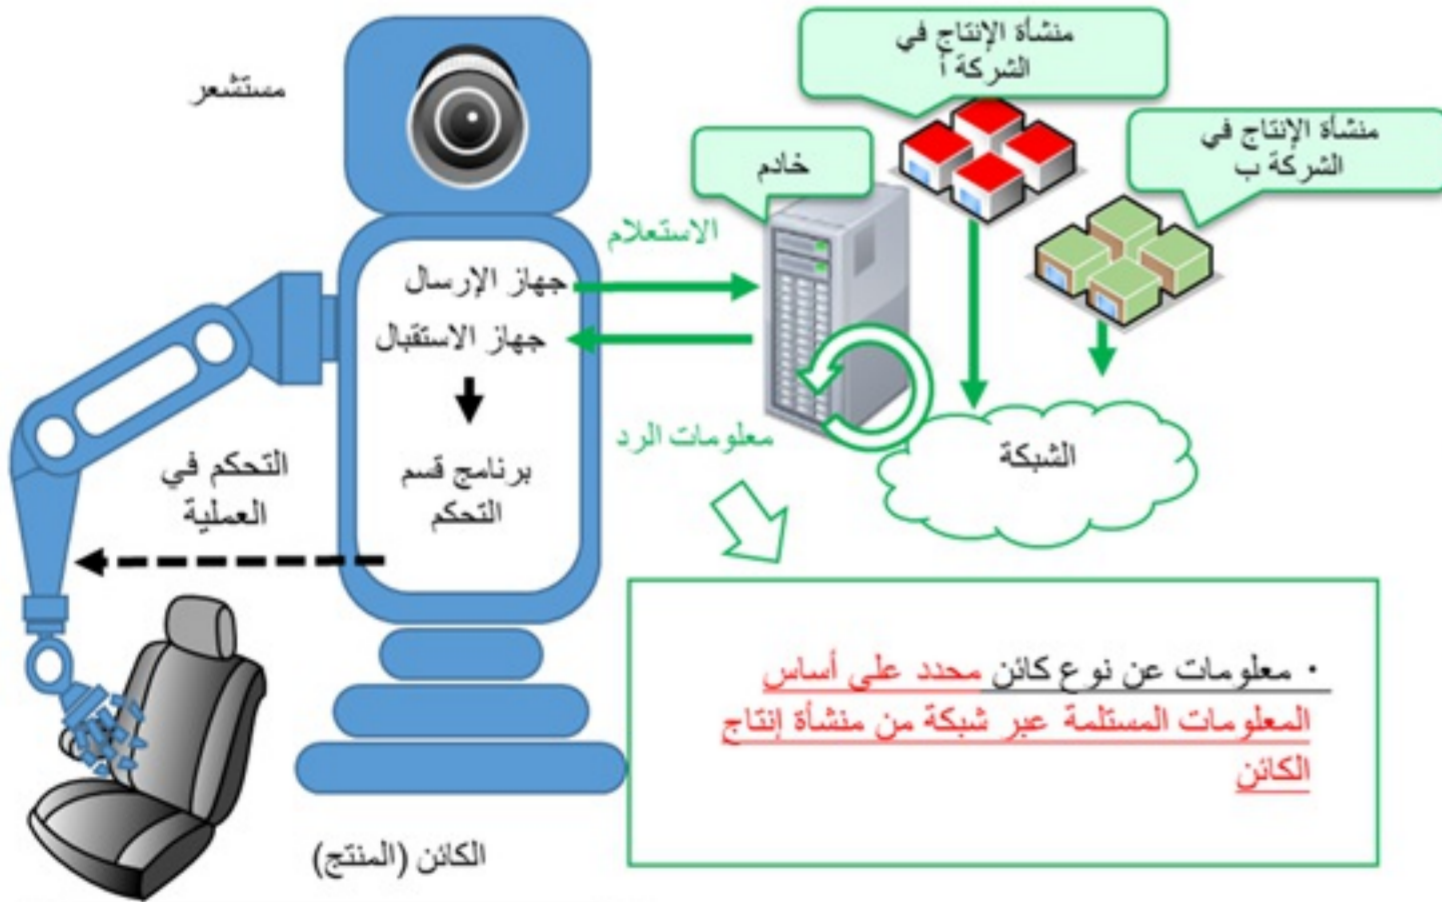 منشأة الإنتاج في
الشركة أ
منشأة الإنتاج في
الشركة ب
مستشعر
خادم
الاستعلام
جهاز الإرسال
جهاز الاستقبال
معلومات الرد
الشبكة
برنامج قسم
التحكم
التحكم في
العملية
• معلومات عن نوع كائن محدد على أساس
المعلومات المستلمة عبر شبكة من منشأة إنتاج
الكائن
الكائن (المنتج)